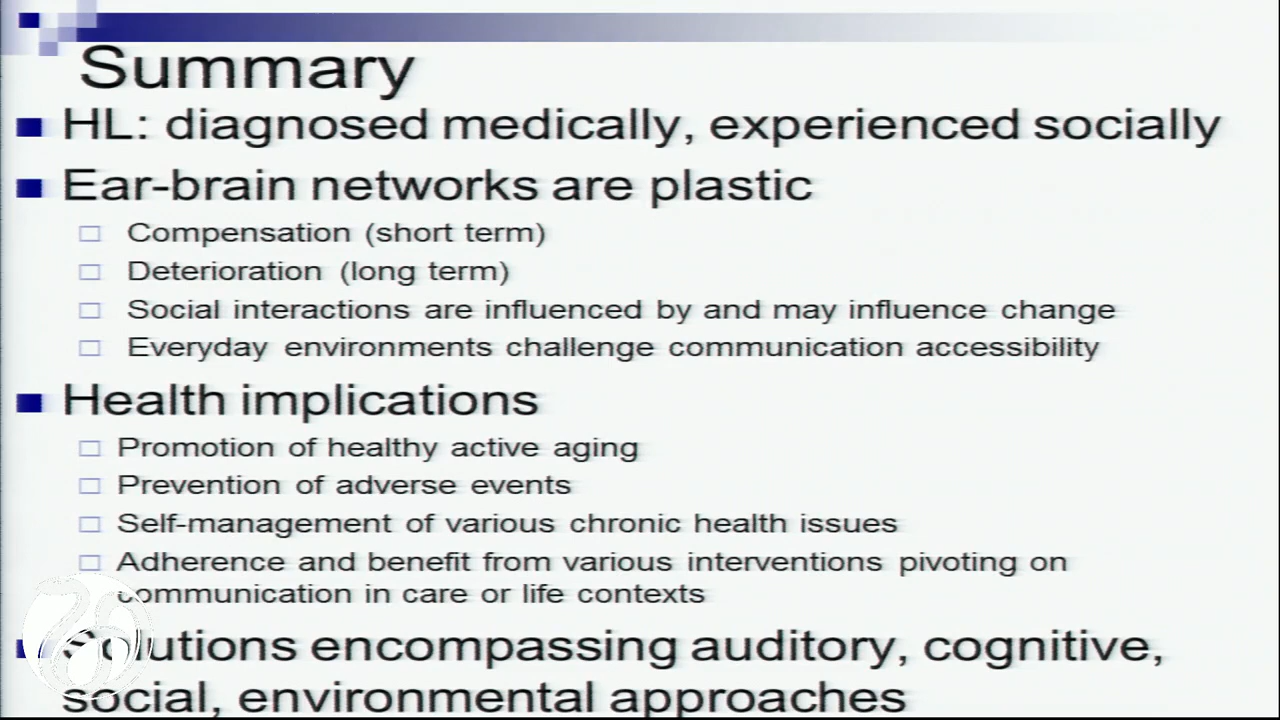 Summary
HL: diagnosed medically, experienced socially
Ear-brain networks are plastic
Compensation (short term)
Deterioration (long term)
Social interactions are influenced by and may influence change
Everyday environments challenge communication accessibility
Health implications
Promotion of healthy active aging
Prevention of adverse events
Self-management of various chronic health issues
Adherence and benefit from various interventions pivoting on
communication in care or life contexts
Solutions encompassing auditory, cognitive,
social, environmental approaches